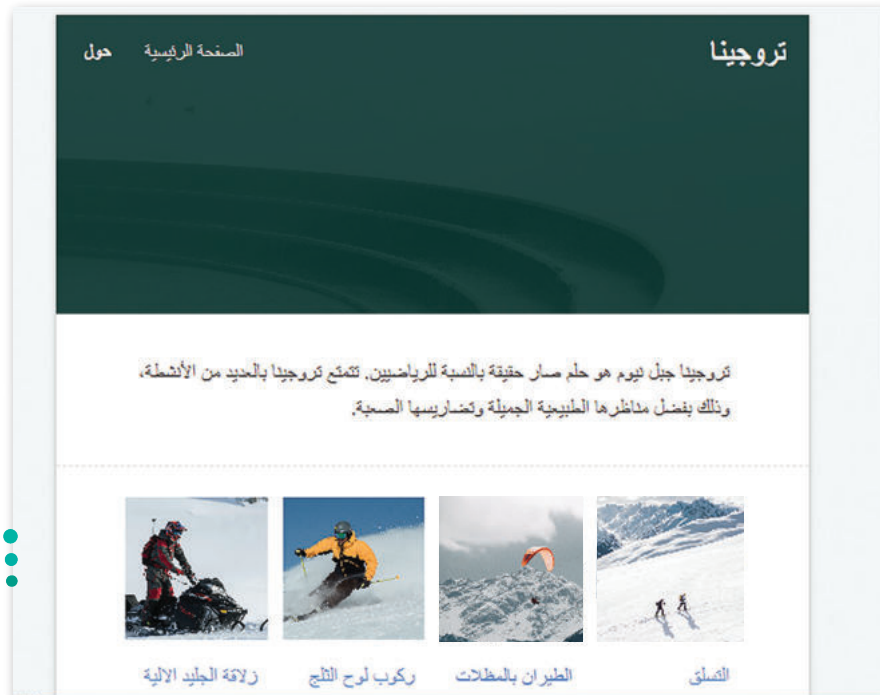 تروجينا
الصفحة الرئيسية حول
تروجينا جبل نيوم هو حلم صار حقيقة بالنسبة للرياضيين. تتمتع تروجينا بالعديد من الأنشطة،
وذلك بفضل مناظرها الطبيعية الجميلة وتضاريسها الصعبة.
التسلق
الطيران بالمظلات
ركوب لوح الثلج
زلاقة الجليد الالية